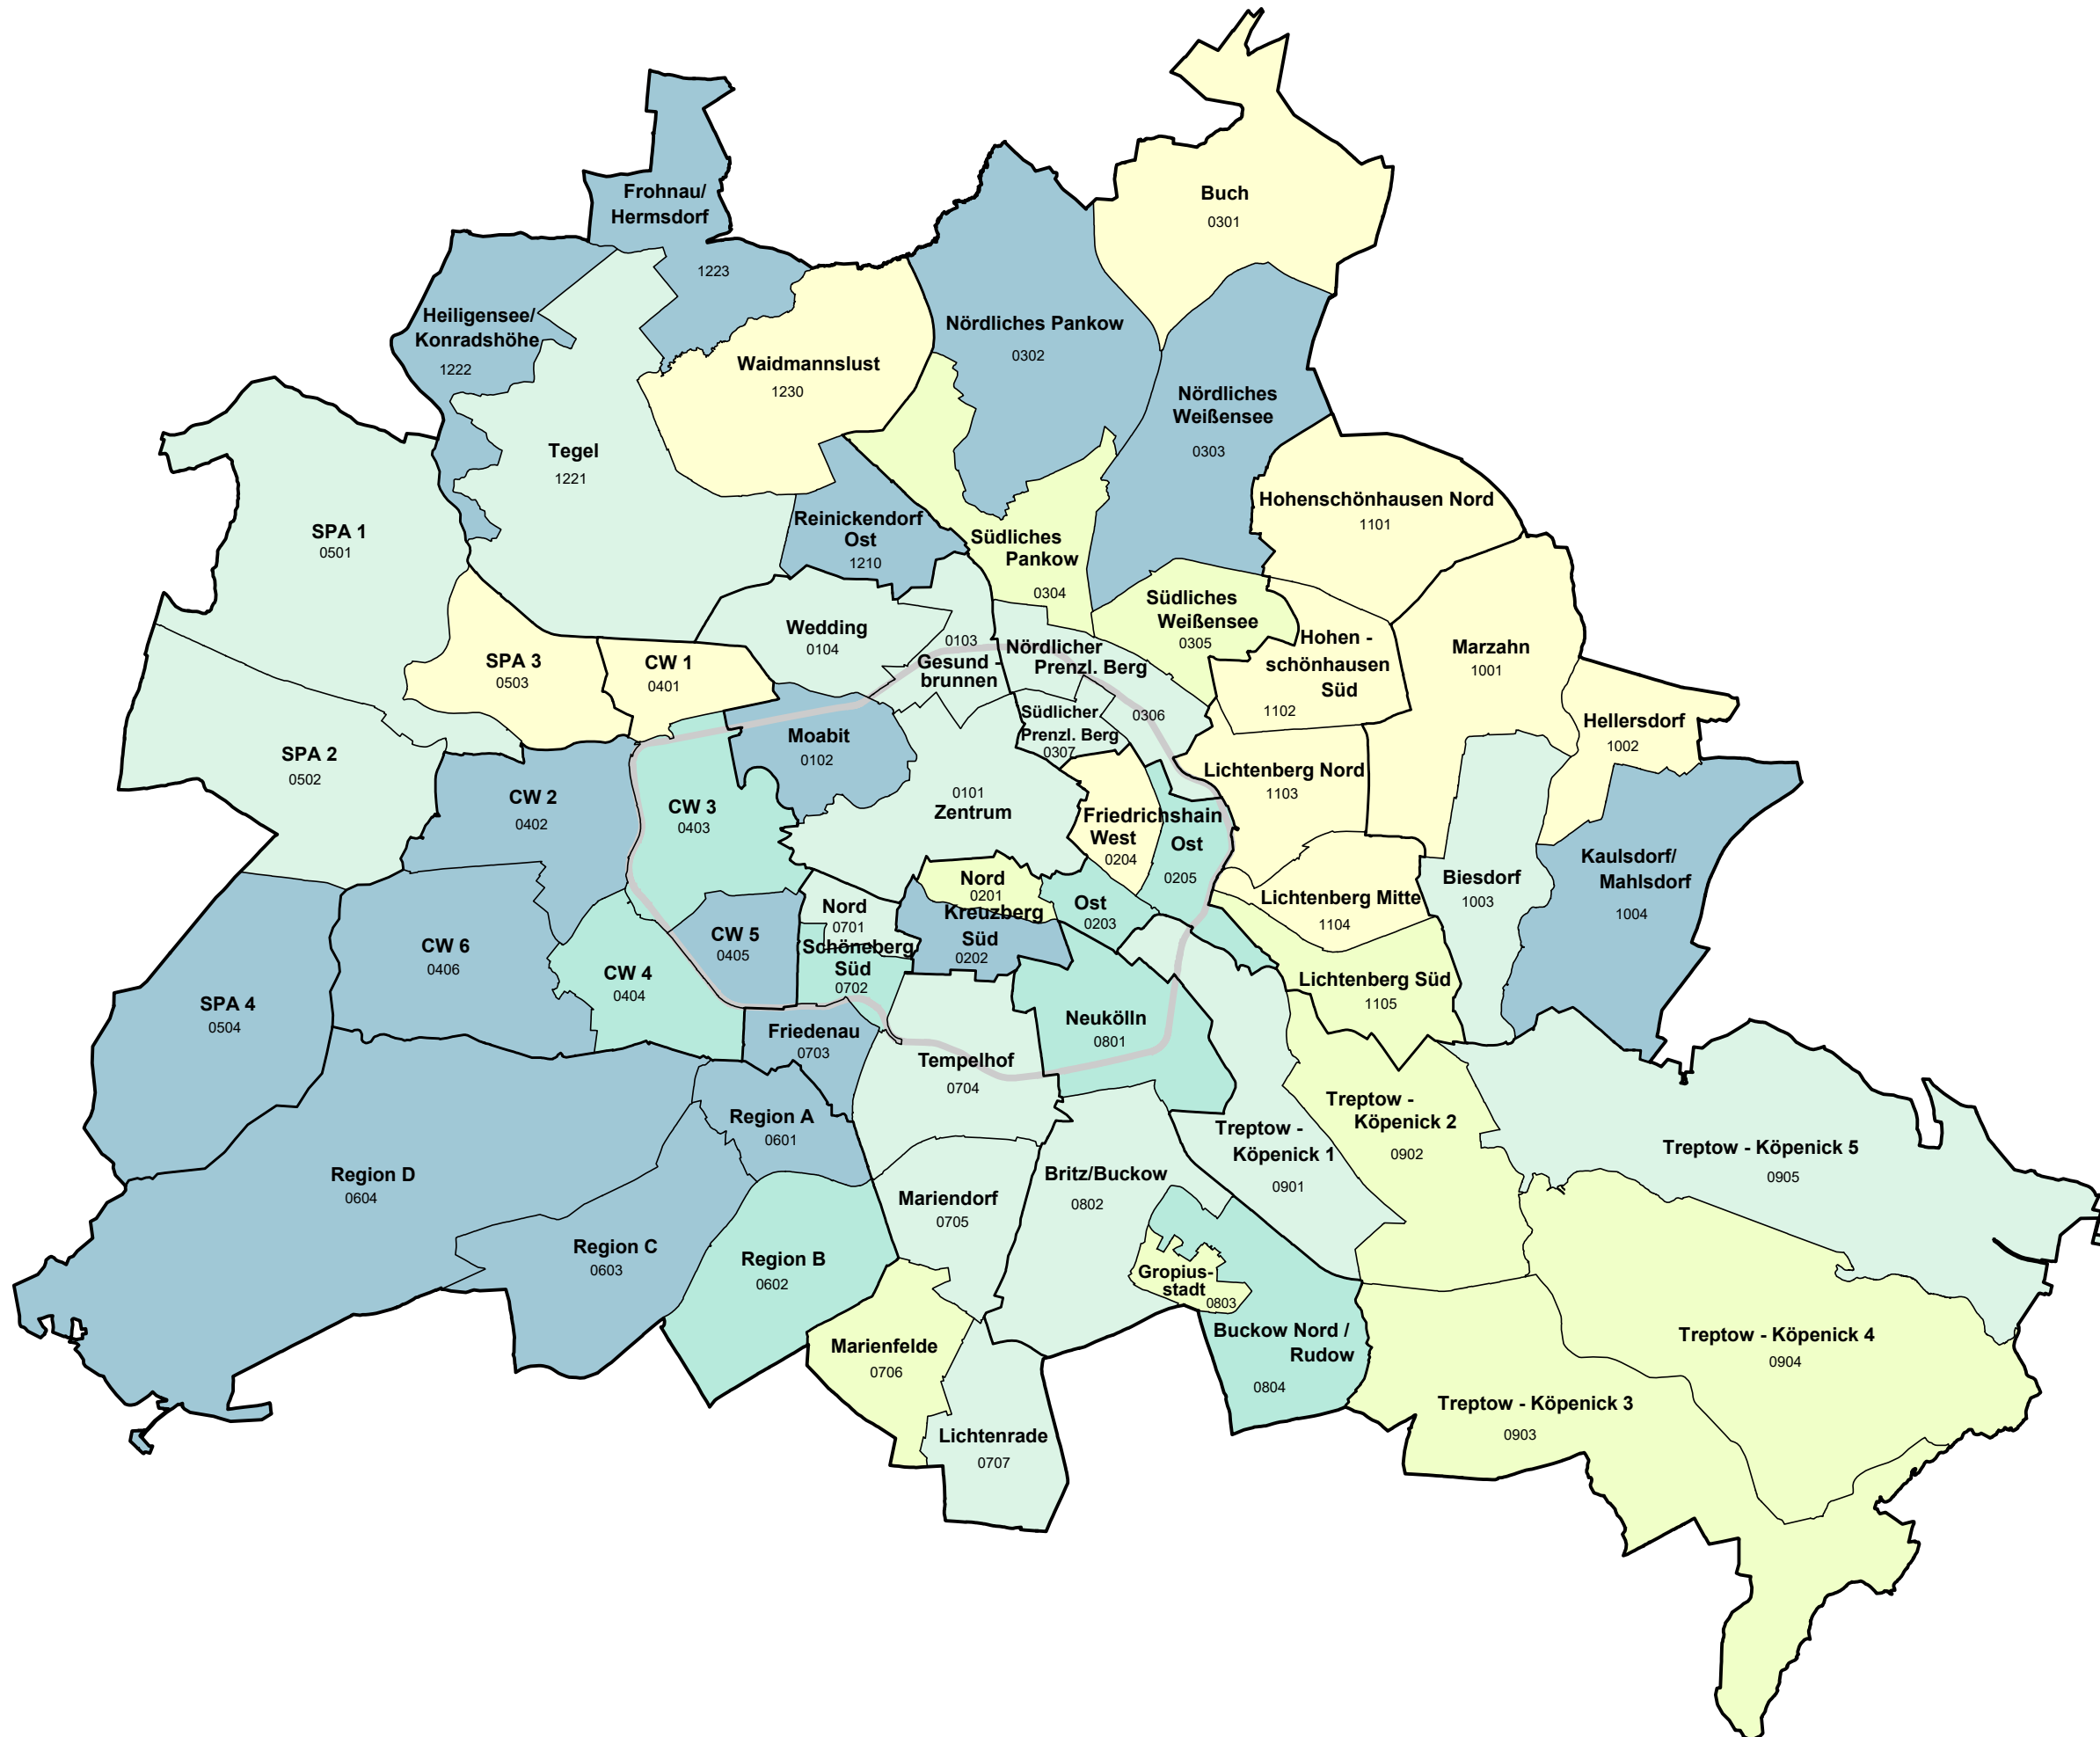 Buch
0301
Frohnau/
Hermsdorf
1223
Heiligensee/
Konradshöhe
1222
Nördliches Pankow
0302
Waidmannslust
1230
Nördliches
Weißensee
0303
Tegel
1221
Hohenschönhausen Nord
1101
SPA 1
0501
Reinickendorf
Ost
1210
Südliches
Pankow
0304
Südliches
Weißensee
0305
Wedding
0104
0103
Gesund -
brunnen
Nördlicher
Prenzl. Berg
0306
Hohen -
schönhausen
Süd
1102
Marzahn
1001
SPA 3
0503
CW 1
0401
Südlicher
Prenzl. Berg
0307
Hellersdorf
1002
SPA 2
0502
Moabit
0102
Lichtenberg Nord
1103
CW 2
0402
CW 3
0403
0101
Zentrum
Friedrichshain
West
0204
Ost
0205
Kaulsdorf/
Mahlsdorf
1004
Biesdorf
1003
Nord
0201
Kreuzberg
Süd
0202
Ost
0203
Lichtenberg Mitte
1104
Nord
0701
Schöneberg
Süd
0702
CW 5
0405
CW 6
0406
CW 4
0404
Lichtenberg Süd
1105
SPA 4
0504
Friedenau
0703
Neukölln
0801
Tempelhof
0704
Region A
0601
Treptow -
Köpenick 2
0902
Treptow -
Köpenick 1
0901
Treptow - Köpenick 5
0905
Region D
0604
Britz/Buckow
0802
Mariendorf
0705
Region C
0603
Region B
0602
Gropius-
stadt
0803
Buckow Nord /
Rudow
0804
Treptow - Köpenick 4
0904
Marienfelde
0706
Treptow - Köpenick 3
0903
Lichtenrade
0707